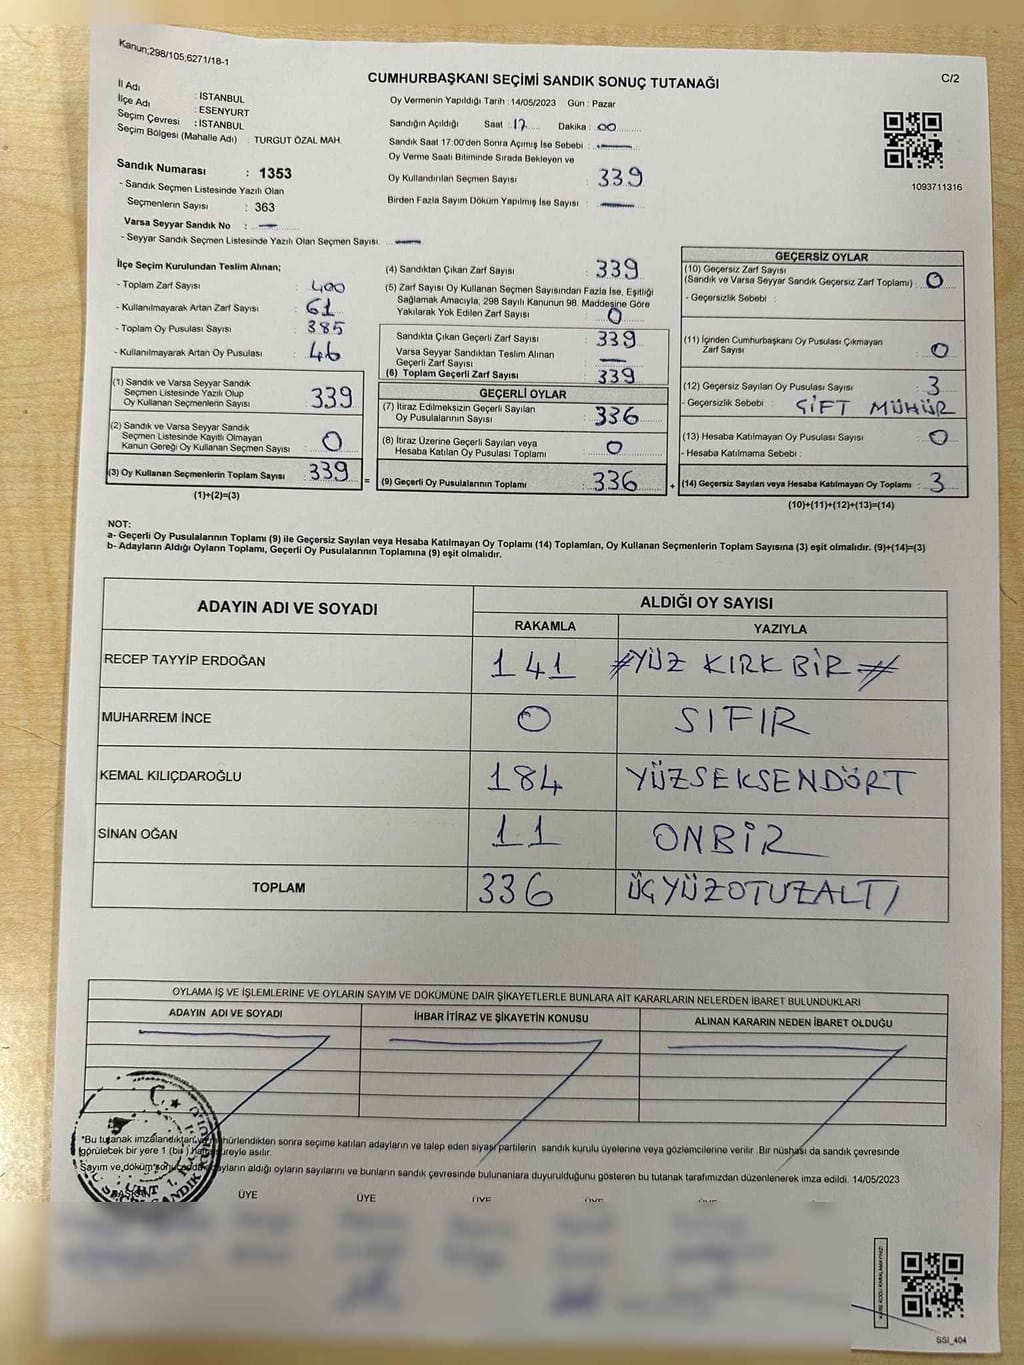 Kanun;298/105,6271/18-1
C/2
CUMHURBAŞKANI SEÇİMİ SANDIK SONUÇ TUTANAĞI
İl Adı : İSTANBUL
İlçe Adı : ESENYURT
Seçim Çevresi : İSTANBUL
Seçim Bölgesi (Mahalle Adı) : TURGUT ÖZAL MAH.
Oy Vermenin Yapıldığı Tarih : 14/05/2023 Gün : Pazar
Sandığın Açıldığı Saat : 17 Dakika : 00
Sandık Saat 17.00'den Sonra Açımış İse Sebebi :
Oy Verme Saati Bitiminde Sırada Bekleyen ve
Oy Kullandırılan Seçmen Sayısı : 339
Birden Fazla Sayım Döküm Yapılmış İse Sayısı :
1093711316
Sandık Numarası : 1353
- Sandık Seçmen Listesinde Yazılı Olan
Seçmenlerin Sayısı : 363
Varsa Seyyar Sandık No : —
- Seyyar Sandık Seçmen Listesinde Yazılı Olan Seçmen Sayısı: —
İlçe Seçim Kurulundan Teslim Alınan;
- Toplam Zarf Sayısı : 400
- Kullanılmayarak Artan Zarf Sayısı : 61
- Toplam Oy Pusulası Sayısı : 385
- Kullanılmayarak Artan Oy Pusulası : 46
(1) Sandık ve Varsa Seyyar Sandık
Seçmen Listesinde Yazılı Olup
Oy Kullanan Seçmenlerin Sayısı : 339
(2) Sandık ve Varsa Seyyar Sandık
Seçmen Listesinde Kayıtlı Olmayan
Kanun Gereği Oy Kullanan Seçmen Sayısı : 0
(3) Oy Kullanan Seçmenlerin Toplam Sayısı : 339
(1)+(2)=(3)
(4) Sandıktan Çıkan Zarf Sayısı : 339
(5) Zarf Sayısı Oy Kullanan Seçmen Sayısından Fazla İse, Eşitliği
Sağlamak Amacıyla, 298 Sayılı Kanunun 98. Maddesine Göre
Yakılarak Yok Edilen Zarf Sayısı : 0
Sandıkta Çıkan Geçerli Zarf Sayısı : 339
Varsa Seyyar Sandıktan Teslim Alınan
Geçerli Zarf Sayısı : —
(6) Toplam Geçerli Zarf Sayısı : 339
GEÇERLİ OYLAR
(7) İtiraz Edilmeksizin Geçerli Sayılan
Oy Pusulalarının Sayısı : 336
(8) İtiraz Üzerine Geçerli Sayılan veya
Hesaba Katılan Oy Pusulası Toplamı : 0
= (9) Geçerli Oy Pusulalarının Toplamı : 336 +
GEÇERSİZ OYLAR
(10) Geçersiz Zarf Sayısı
(Sandık ve Varsa Seyyar Sandık Geçersiz Zarf Toplamı) : 0
- Geçersizlik Sebebi :
(11) İçinden Cumhurbaşkanı Oy Pusulası Çıkmayan
Zarf Sayısı : 0
(12) Geçersiz Sayılan Oy Pusulası Sayısı : 3
- Geçersizlik Sebebi : ÇİFT MÜHÜR
(13) Hesaba Katılmayan Oy Pusulası Sayısı : 0
- Hesaba Katılmama Sebebi :
(14) Geçersiz Sayılan veya Hesaba Katılmayan Oy Toplamı : 3
(10)+(11)+(12)+(13)=(14)
NOT:
a- Geçerli Oy Pusulalarının Toplamı (9) ile Geçersiz Sayılan veya Hesaba Katılmayan Oy Toplamı (14) Toplamları, Oy Kullanan Seçmenlerin Toplam Sayısına (3) eşit olmalıdır. (9)+(14)=(3)
b- Adayların Aldığı Oyların Toplamı, Geçerli Oy Pusulalarının Toplamına (9) eşit olmalıdır.
ADAYIN ADI VE SOYADI ALDIĞI OY SAYISI
RAKAMLA YAZIYLA
RECEP TAYYİP ERDOĞAN 141 #YÜZ KIRK BİR#
MUHARREM İNCE 0 SIFIR
KEMAL KILIÇDAROĞLU 184 YÜZSEKSENDÖRT
SİNAN OĞAN 11 ONBİR
TOPLAM 336 ÜÇYÜZOTUZALTI
OYLAMA İŞ VE İŞLEMLERİNE VE OYLARIN SAYIM VE DÖKÜMÜNE DAİR ŞİKAYETLERLE BUNLARA AİT KARARLARIN NELERDEN İBARET BULUNDUKLARI
ADAYIN ADI VE SOYADI İHBAR İTİRAZ VE ŞİKAYETİN KONUSU ALINAN KARARIN NEDEN İBARET OLDUĞU
*Bu tutanak imzalandıktan ve mühürlendikten sonra seçime katılan adayların ve talep eden siyasi partilerin sandık kurulu üyelerine veya gözlemcilerine verilir. Bir nüshası da sandık çevresinde
görülecek bir yere 1 (bir) hafta süreyle asılır.
Sayım ve döküm sonucunda adayların aldığı oyların sayılarını ve bunların sandık çevresinde bulunanlara duyurulduğunu gösteren bu tutanak tarafımızdan düzenlenerek imza edildi. 14/05/2023
BAŞKAN ÜYE ÜYE ÜYE ÜYE ÜYE
SSI_404